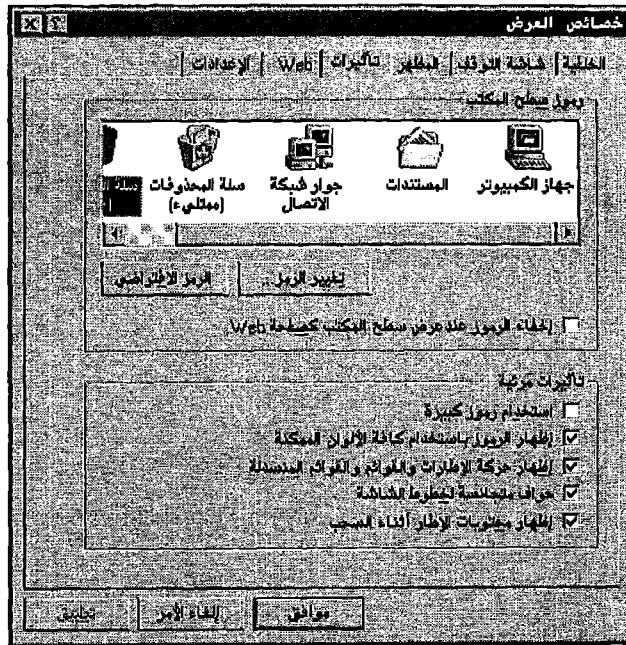 خصائص العرض
الخلفية | شاشة التوقف | المظهر | تأثيرات | Web | الإعدادات
رموز سطح المكتب
جهاز الكمبيوتر
المستندات
جوار شبكة الاتصال
سلة المحذوفات (ممتلىء)
سلة ال
تغيير الرمز ..
الرمز الافتراضي
إخفاء الرموز عند عرض سطح المكتب كصفحة Web
تأثيرات مرئية
استخدام رموز كبيرة
إظهار الرموز باستخدام كافة الألوان الممكنة
إظهار حركة الإطارات والقوائم والقوائم المنسدلة
حواف متجانسة لخطوط الشاشة
إظهار محتويات الإطار أثناء السحب
موافق
إلغاء الأمر
تطبيق